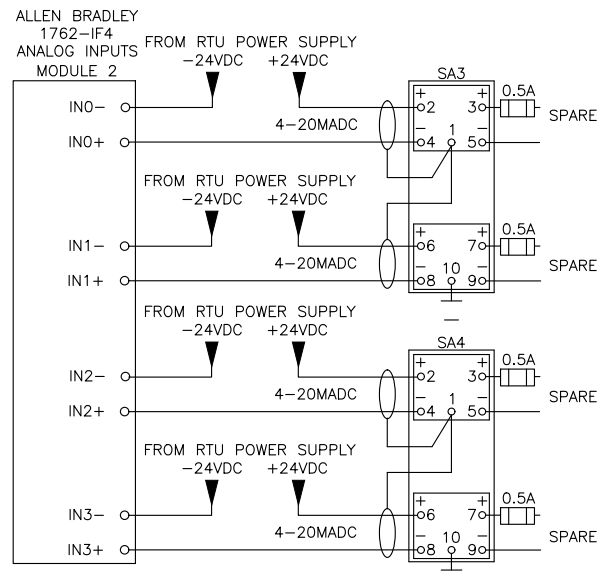 ALLEN BRADLEY
1762-IF4
ANALOG INPUTS
MODULE 2
FROM RTU POWER SUPPLY
-24VDC +24VDC
SA3
0.5A
IN0-
+
2
+
3
SPARE
4-20MADC
IN0+
-
4
1
-
5
FROM RTU POWER SUPPLY
-24VDC +24VDC
0.5A
IN1-
+
6
+
7
SPARE
4-20MADC
IN1+
-
8
10
-
9
FROM RTU POWER SUPPLY
-24VDC +24VDC
SA4
0.5A
IN2-
+
2
+
3
SPARE
4-20MADC
IN2+
-
4
1
-
5
FROM RTU POWER SUPPLY
-24VDC +24VDC
0.5A
IN3-
+
6
+
7
SPARE
4-20MADC
IN3+
-
8
10
-
9